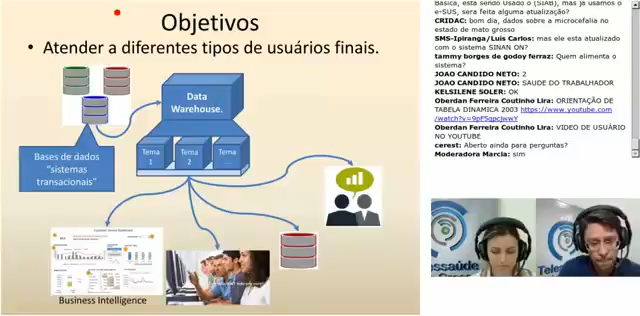 Objetivos
• Atender a diferentes tipos de usuários finais.
Data
Warehouse.
Tema
1
Tema
2
Tema
...
Bases de dados
"sistemas
transacionais"
Business Intelligence
Básica, está sendo Usado o (SIAB), mas já usamos o
e-SUS, sera feita alguma atualização?
CRIDAC: bom dia, dados sobre a microcefalia no
estado de mato grosso
SMS-Ipiranga/Luís Carlos: mas ele esta atualizado
com o sistema SINAN ON?
tammy borges de godoy ferraz: Quem alimenta o
sistema?
JOAO CANDIDO NETO: 2
JOAO CANDIDO NETO: SAUDE DO TRABALHADOR
KELSILENE SOLER: OK
Oberdan Ferreira Coutinho Lira: ORIENTAÇÃO DE
TABELA DINAMICA 2003 https://www.youtube.com
/watch?v=9pF5qpcjwwY
Oberdan Ferreira Coutinho Lira: VIDEO DE USUÁRIO
NO YOUTUBE
cerest: Aberto ainda para perguntas?
Moderadora Marcia: sim